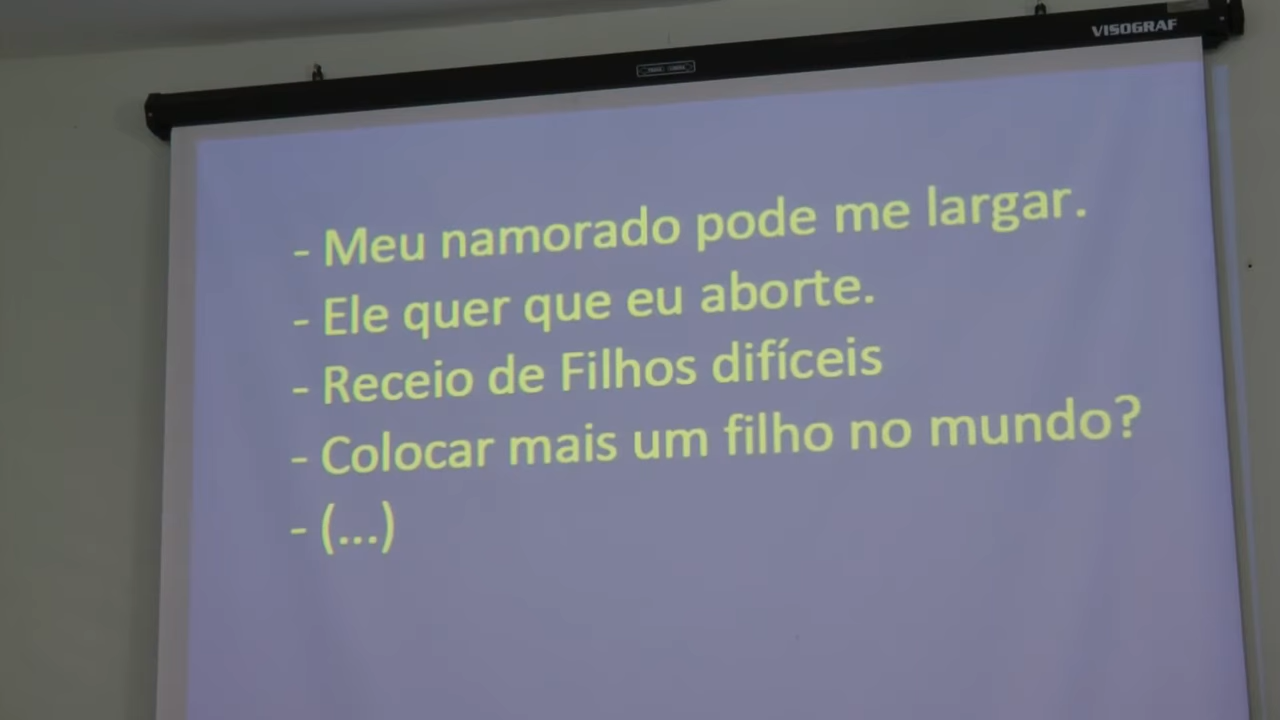 VISOGRAF
- Meu namorado pode me largar.
- Ele quer que eu aborte.
- Receio de Filhos difíceis
- Colocar mais um filho no mundo?
- (...)